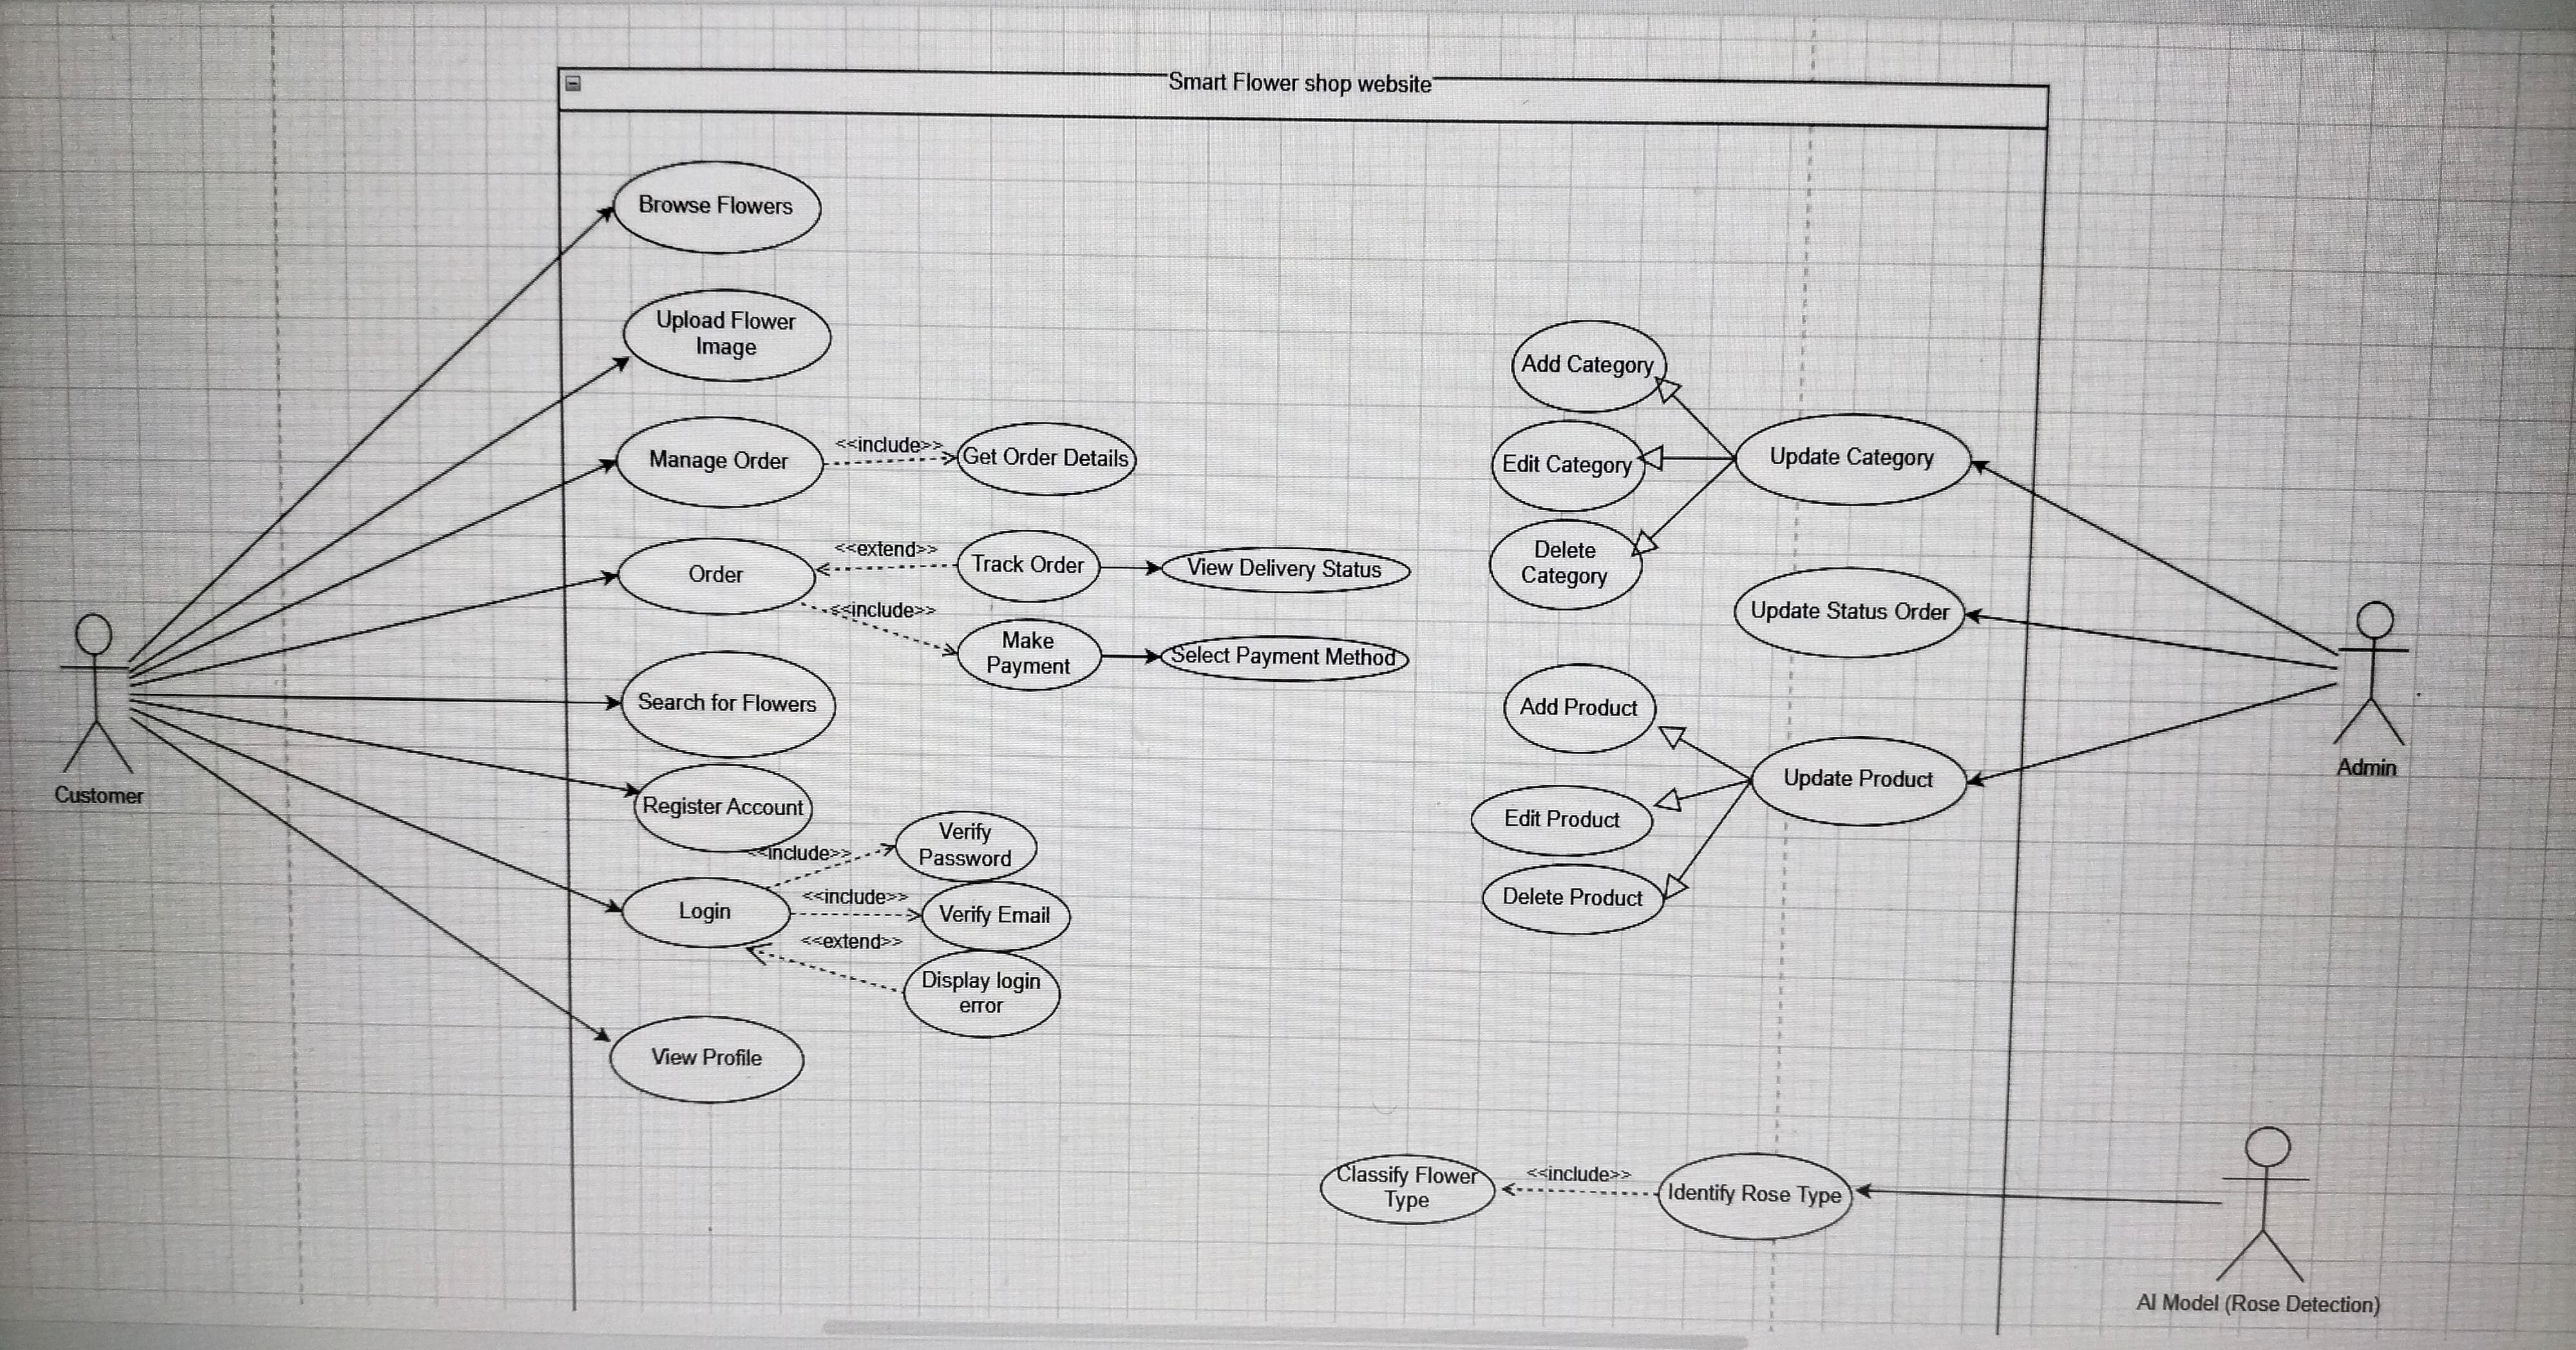 Smart Flower shop website
Browse Flowers
Upload Flower
Image
Manage Order
<<include>>
Get Order Details
Order
<<extend>>
Track Order
View Delivery Status
<<include>>
Make
Payment
Select Payment Method
Search for Flowers
Register Account
<<include>>
Verify
Password
Login
<<include>>
Verify Email
<<extend>>
Display login
error
View Profile
Customer
Add Category
Edit Category
Delete
Category
Update Category
Update Status Order
Add Product
Edit Product
Delete Product
Update Product
Admin
Classify Flower
Type
<<include>>
Identify Rose Type
AI Model (Rose Detection)